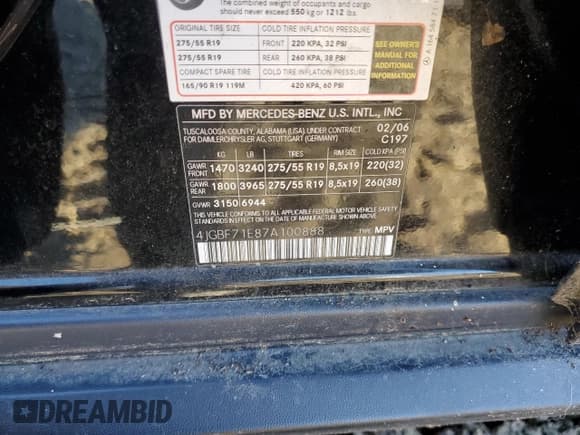 The combined weight of occupants and cargo
should never exceed 550 kg or 1212 lbs.
ORIGINAL TIRE SIZE COLD TIRE INFLATION PRESSURE
275/55 R19 FRONT 220 KPA, 32 PSI
275/55 R19 REAR 260 KPA, 38 PSI
COMPACT SPARE TIRE COLD TIRE INFLATION PRESSURE
165/90 R19 119M 420 KPA, 60 PSI
SEE OWNER'S
MANUAL FOR
ADDITIONAL
INFORMATION
A 164 584
MFD BY MERCEDES-BENZ U.S. INTL., INC
TUSCALOOSA COUNTY, ALABAMA (USA) UNDER CONTRACT
FOR DAIMLERCHRYSLER AG, STUTTGART (GERMANY)
02/06
C197
KG LB TIRES RIM SIZE COLD KPA (PSI)
GAWR FRONT 1470 3240 275/55 R19 8,5x19 220(32)
GAWR REAR 1800 3965 275/55 R19 8,5x19 260(38)
GVWR 3150 6944
THIS VEHICLE CONFORMS TO ALL APPLICABLE FEDERAL MOTOR VEHICLE
SAFETY STANDARDS IN EFFECT ON THE DATE OF MANUFACTURE SHOWN ABOVE.
4JGBF71E87A100888 TYPE: MPV
DREAMBID